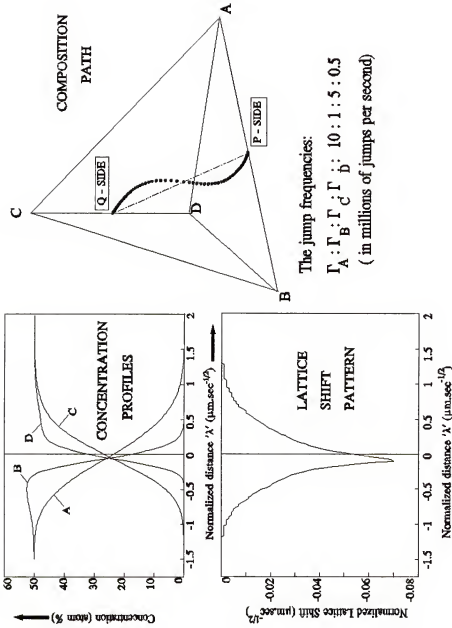 60
50
40
30
20
10
0
Concentration (atom %)
B
A
D
C
CONCENTRATION
PROFILES
-1.5
-1
-0.5
0
0.5
1
1.5
2
Normalized distance 'λ' (μm.sec-1/2)
0
-0.02
-0.04
-0.06
-0.08
Normalized Lattice Shift (μm.sec-1/2)
LATTICE
SHIFT
PATTERN
-1.5
-1
-0.5
0
0.5
1
1.5
2
Normalized distance 'λ' (μm.sec-1/2)
COMPOSITION
PATH
C
Q - SIDE
D
P - SIDE
A
B
The jump frequencies:
ΓA : ΓB : ΓC : ΓD :: 10 : 1 : 5 : 0.5
( in millions of jumps per second)